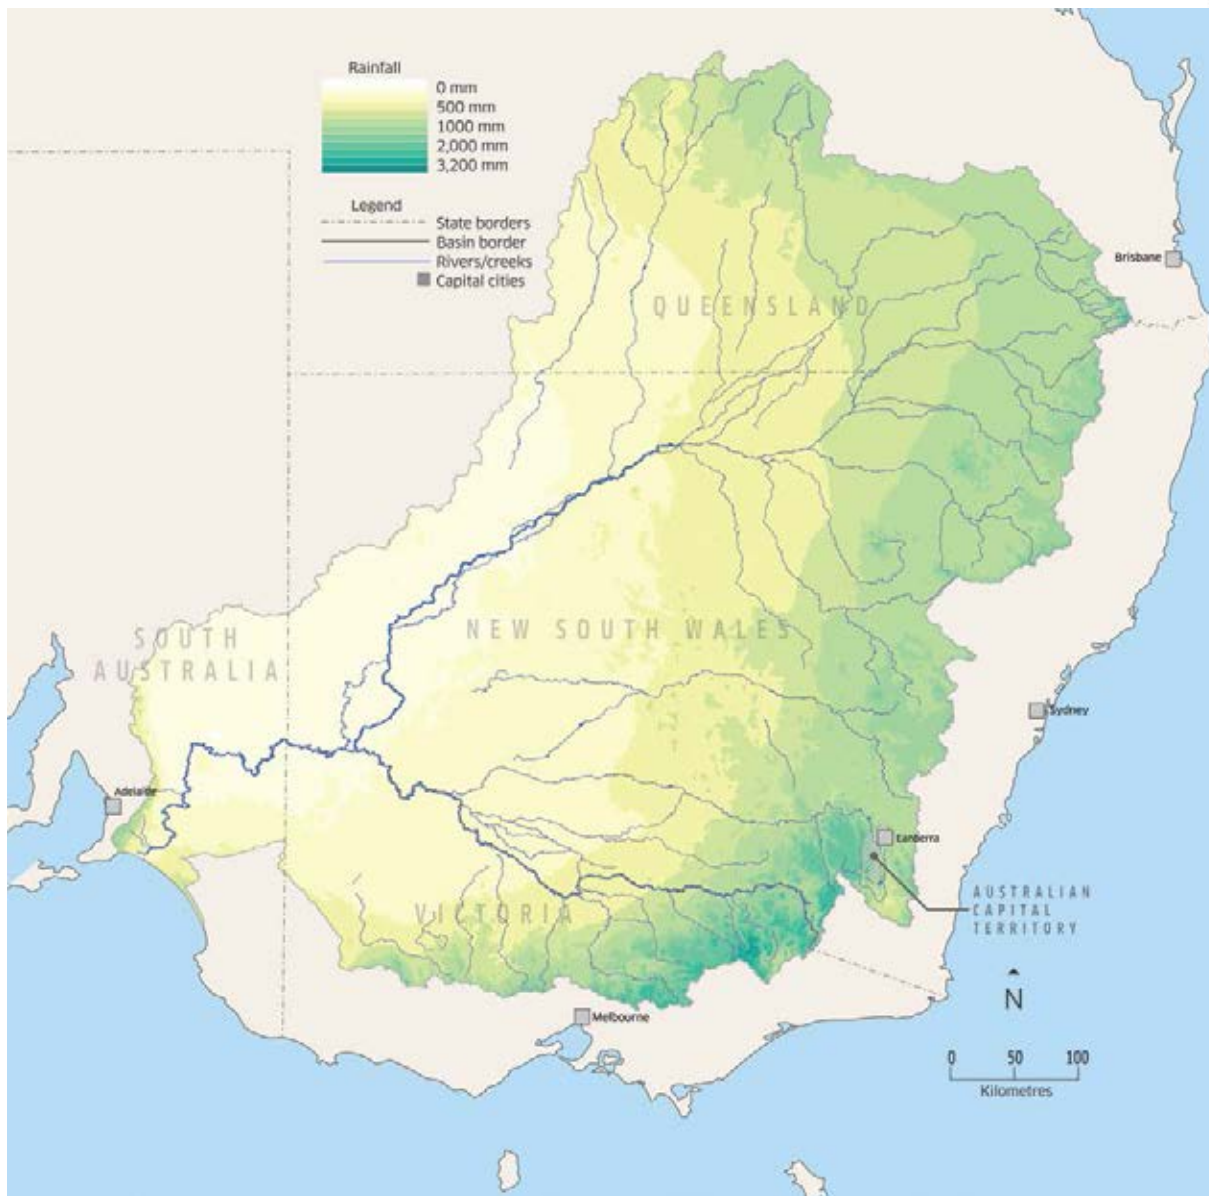 Rainfall
0 mm
500 mm
1000 mm
2,000 mm
3,200 mm
Legend
State borders
Basin border
Rivers/creeks
Capital cities
Brisbane
QUEENSLAND
SOUTH
AUSTRALIA
NEW SOUTH WALES
Sydney
Adelaide
Canberra
AUSTRALIAN
CAPITAL
TERRITORY
VICTORIA
N
Melbourne
0 50 100
Kilometres